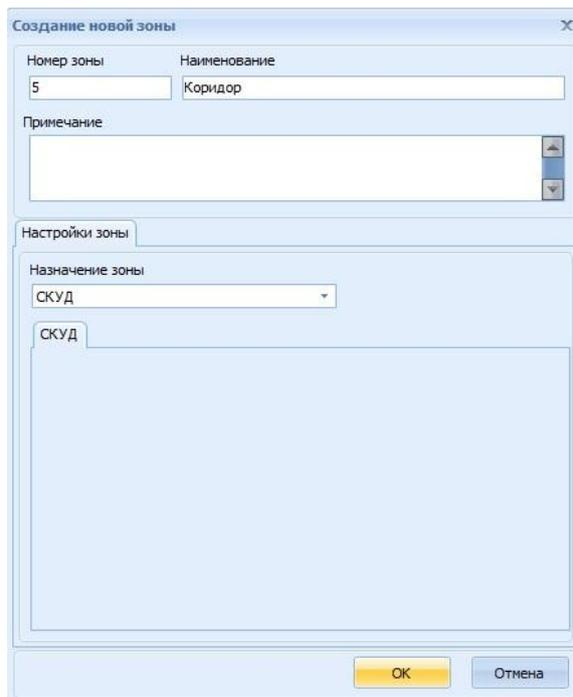 Создание новой зоны
Номер зоны Наименование
5 Коридор
Примечание
Настройки зоны
Назначение зоны
СКУД
СКУД
OK Отмена